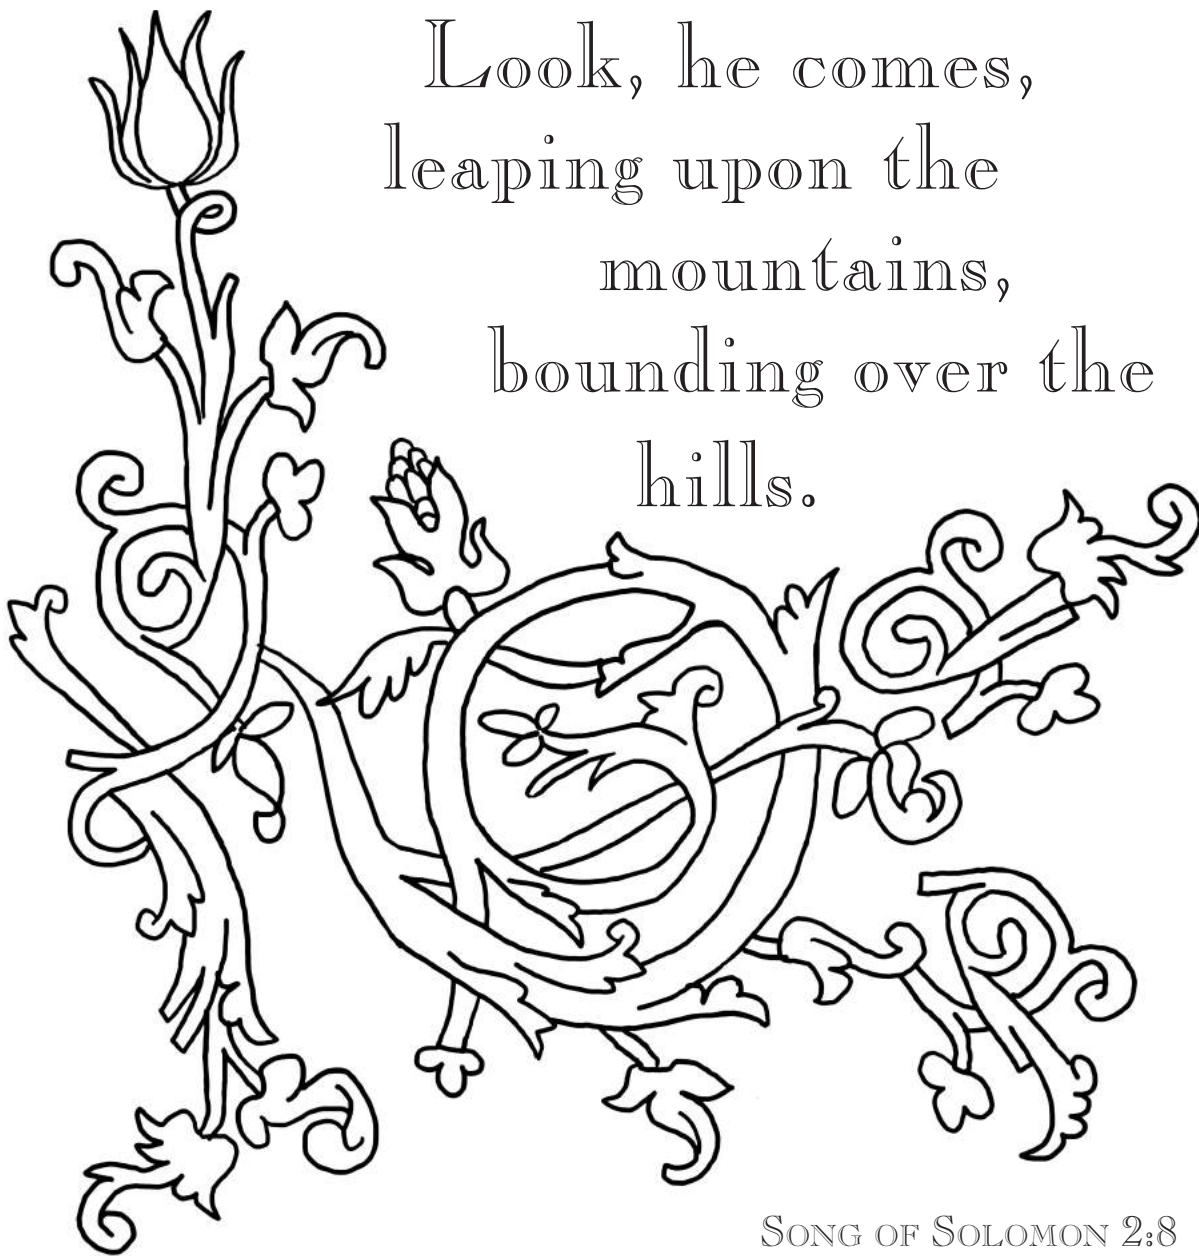 Look, he comes,
leaping upon the
mountains,
bounding over the
hills.
Song of Solomon 2:8